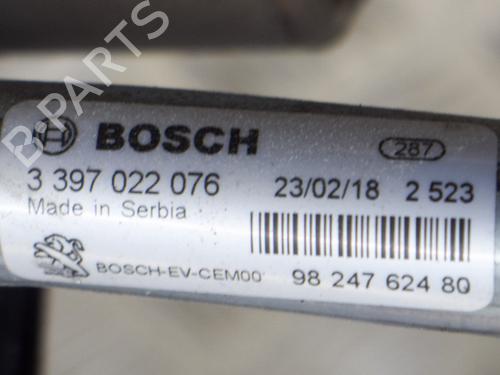 B PARTS
BOSCH 287
3 397 022 076 23/02/18 2 523
Made in Serbia
BOSCH-EV-CEM00 98 247 624 80